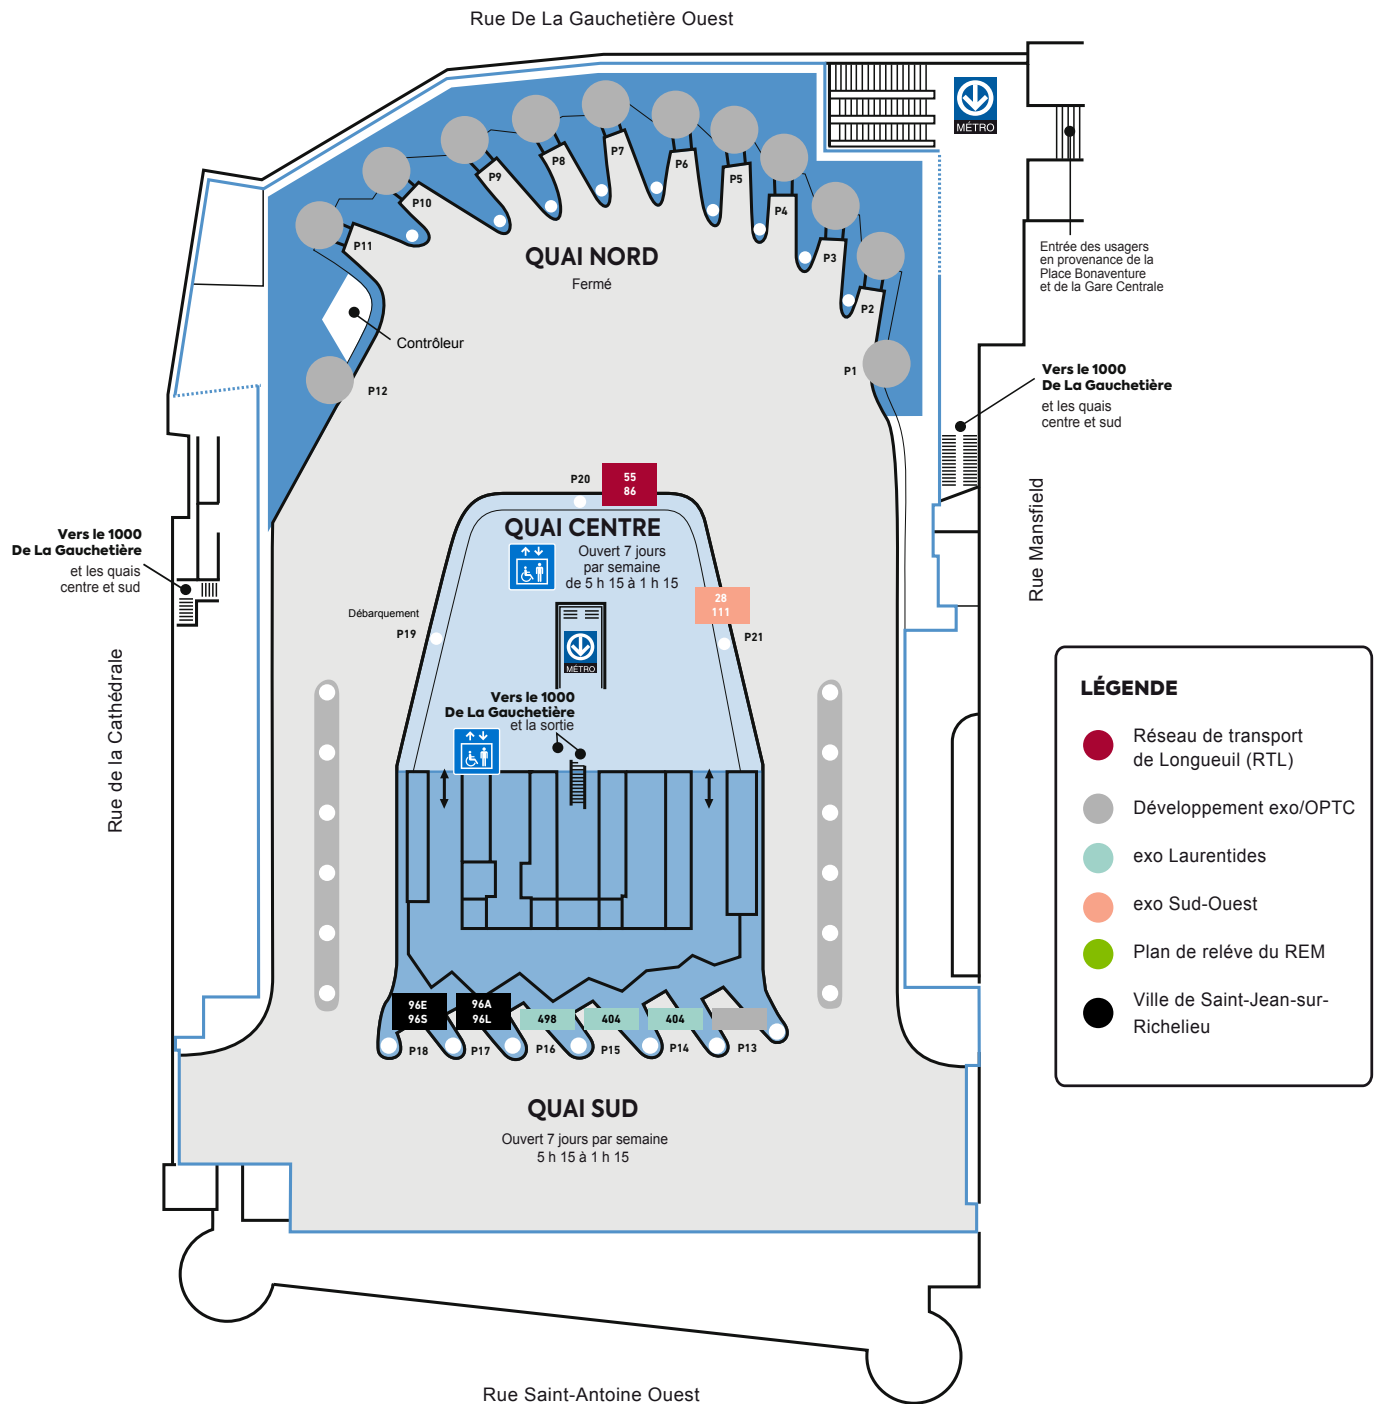 Rue De La Gauchetière Ouest
MÉTRO
P7
P8
P6
P9
P5
P10
P4
P11
P3
P2
P1
P12
QUAI NORD
Fermé
Contrôleur
Entrée des usagers
en provenance de la
Place Bonaventure
et de la Gare Centrale
Vers le 1000
De La Gauchetière
et les quais
centre et sud
Rue Mansfield
P20
55
86
QUAI CENTRE
Ouvert 7 jours
par semaine
de 5 h 15 à 1 h 15
28
111
P21
Débarquement
P19
MÉTRO
Vers le 1000
De La Gauchetière
et la sortie
Vers le 1000
De La Gauchetière
et les quais
centre et sud
Rue de la Cathédrale
96E
96S
96A
96L
498
404
404
P18
P17
P16
P15
P14
P13
QUAI SUD
Ouvert 7 jours par semaine
5 h 15 à 1 h 15
LÉGENDE
Réseau de transport
de Longueuil (RTL)
Développement exo/OPTC
exo Laurentides
exo Sud-Ouest
Plan de reléve du REM
Ville de Saint-Jean-sur-
Richelieu
Rue Saint-Antoine Ouest